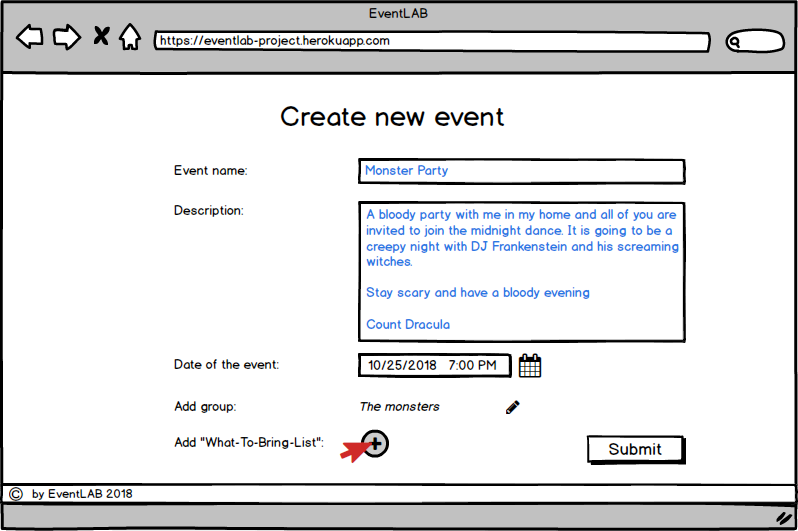 EventLAB
https://eventlab-project.herokuapp.com
Create new event
Event name:
Monster Party
Description:
A bloody party with me in my home and all of you are
invited to join the midnight dance. It is going to be a
creepy night with DJ Frankenstein and his screaming
witches.
Stay scary and have a bloody evening
Count Dracula
Date of the event:
10/25/2018 7:00 PM
Add group:
The monsters
Add "What-To-Bring-List":
Submit
© by EventLAB 2018